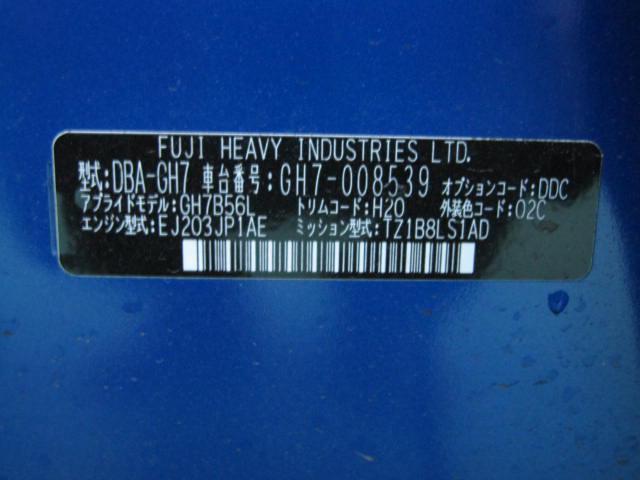 FUJI HEAVY INDUSTRIES LTD.
型式:DBA-GH7 車台番号:GH7-008539 オプションコード:DDC
アプライドモデル:GH7B56L トリムコード:H20 外装色コード:02C
エンジン型式:EJ203JP1AE ミッション型式:TZ1B8LS1AD